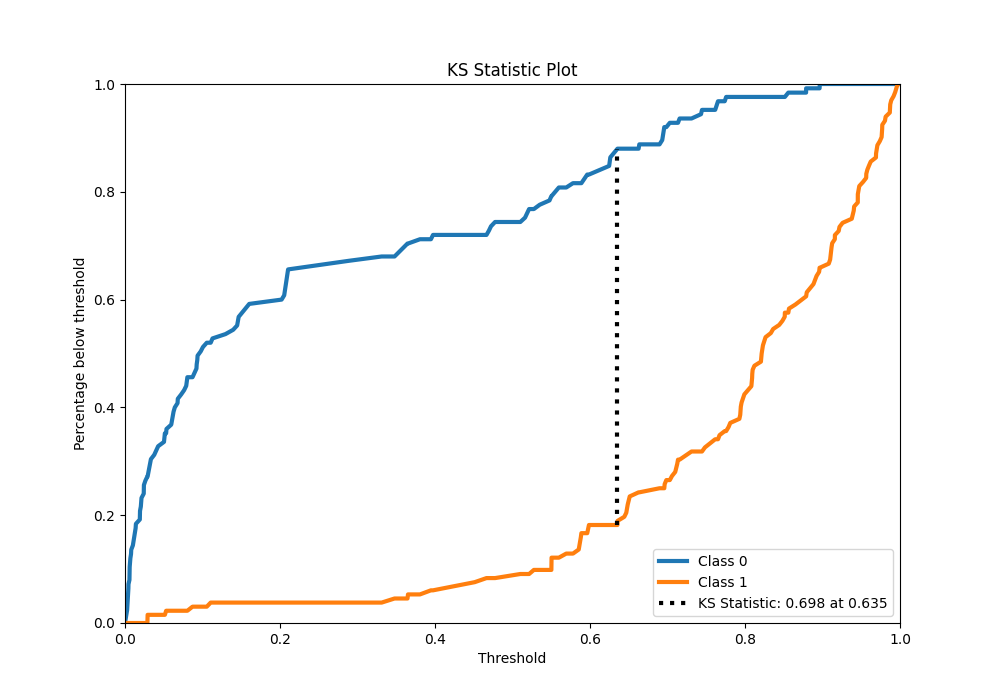 KS Statistic Plot
1.0
0.8
0.6
0.4
0.2
0.0
Percentage below threshold
0.0 0.2 0.4 0.6 0.8 1.0
Threshold
Class 0
Class 1
KS Statistic: 0.698 at 0.635